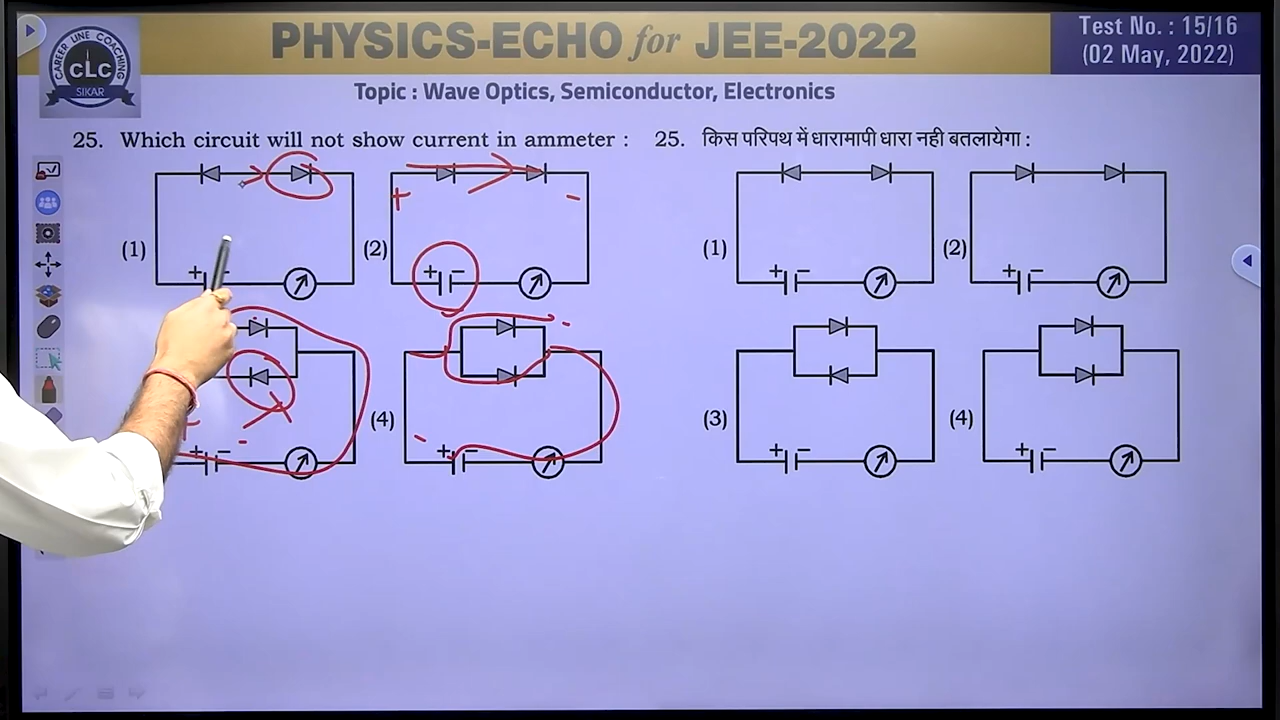 CAREER LINE COACHING
CLC
SIKAR
PHYSICS-ECHO for JEE-2022
Test No. : 15/16
(02 May, 2022)
Topic : Wave Optics, Semiconductor, Electronics
25. Which circuit will not show current in ammeter :
(1)
+ −
(2)
+ −
+ −
(4)
+ −
+ −
25. किस परिपथ में धारामापी धारा नही बतलायेगा :
(1)
+ −
(2)
+ −
(3)
+ −
(4)
+ −